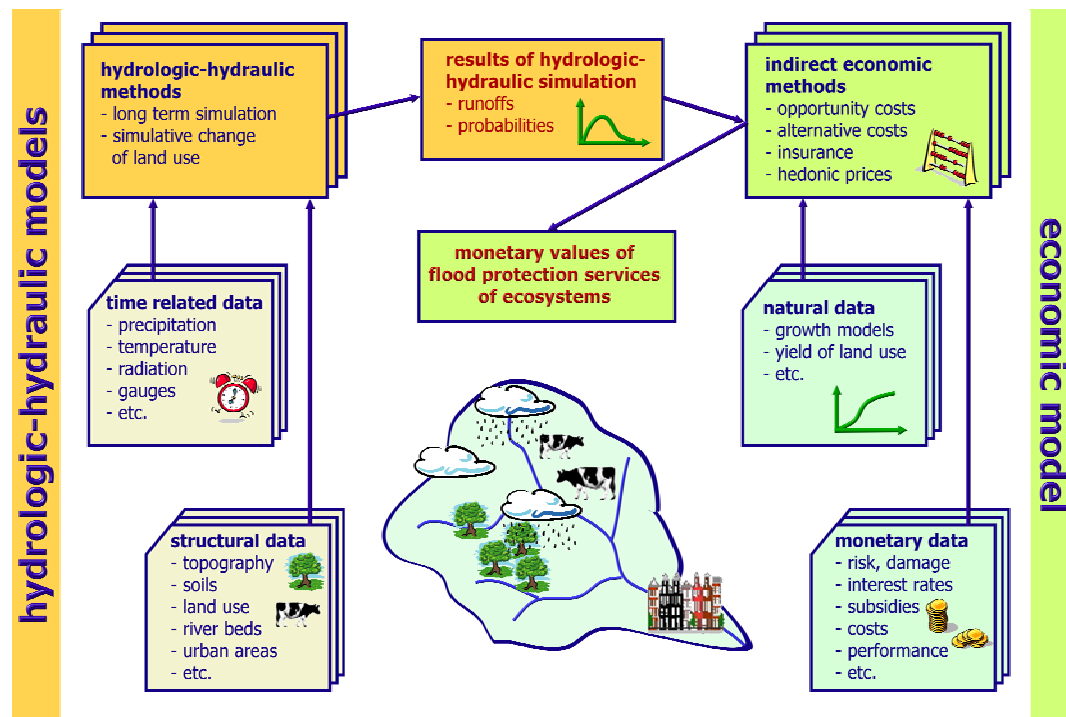 hydrologic-hydraulic models
hydrologic-hydraulic
methods
- long term simulation
- simulative change
of land use
results of hydrologic-
hydraulic simulation
- runoffs
- probabilities
indirect economic
methods
- opportunity costs
- alternative costs
- insurance
- hedonic prices
monetary values of
flood protection services
of ecosystems
time related data
- precipitation
- temperature
- radiation
- gauges
- etc.
natural data
- growth models
- yield of land use
- etc.
structural data
- topography
- soils
- land use
- river beds
- urban areas
- etc.
monetary data
- risk, damage
- interest rates
- subsidies
- costs
- performance
- etc.
economic model